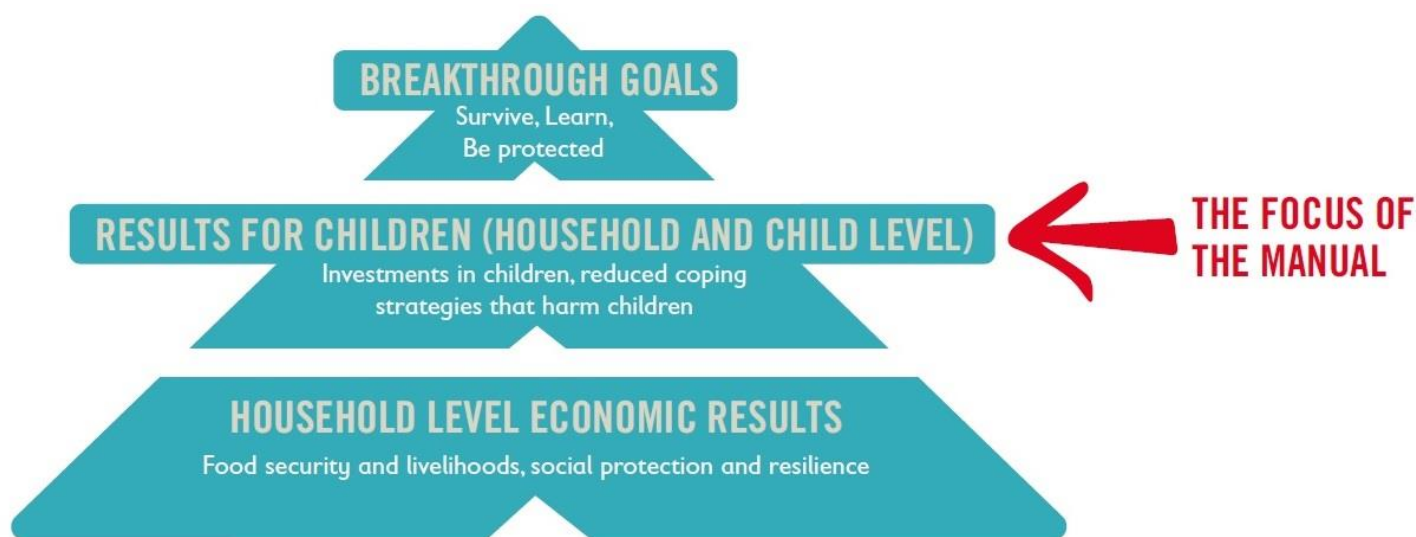 BREAKTHROUGH GOALS
Survive, Learn,
Be protected
RESULTS FOR CHILDREN (HOUSEHOLD AND CHILD LEVEL)
Investments in children, reduced coping
strategies that harm children
THE FOCUS OF
THE MANUAL
HOUSEHOLD LEVEL ECONOMIC RESULTS
Food security and livelihoods, social protection and resilience